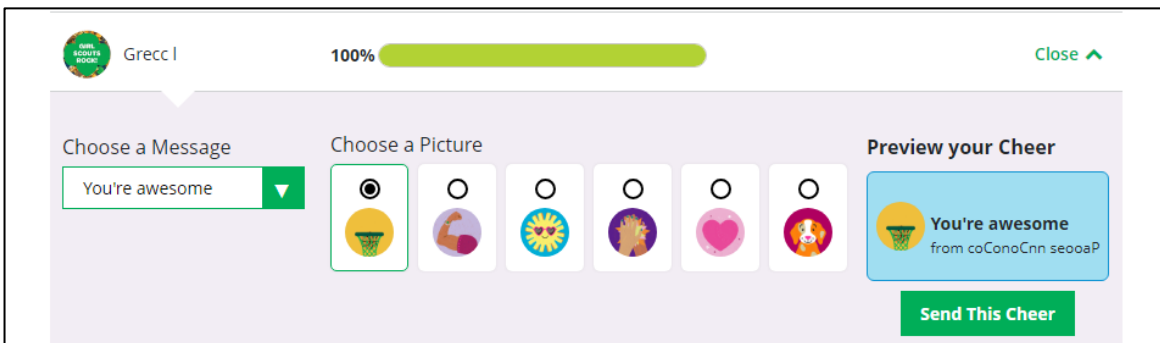 GIRL
SCOUTS
ROCK!
Grecc l
100%
Close
Choose a Message
You're awesome
Choose a Picture
Preview your Cheer
You're awesome
from coConoCnn seooaP
Send This Cheer